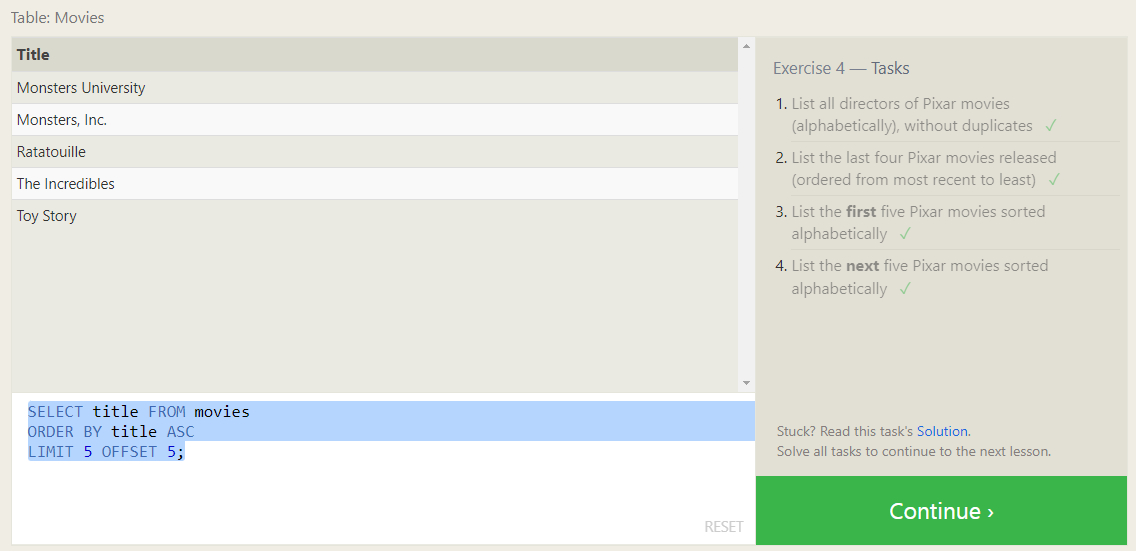 Table: Movies
Title
Monsters University
Monsters, Inc.
Ratatouille
The Incredibles
Toy Story
SELECT title FROM movies
ORDER BY title ASC
LIMIT 5 OFFSET 5;
RESET
Exercise 4 — Tasks
1. List all directors of Pixar movies
(alphabetically), without duplicates ✓
2. List the last four Pixar movies released
(ordered from most recent to least) ✓
3. List the first five Pixar movies sorted
alphabetically ✓
4. List the next five Pixar movies sorted
alphabetically ✓
Stuck? Read this task's Solution.
Solve all tasks to continue to the next lesson.
Continue ›